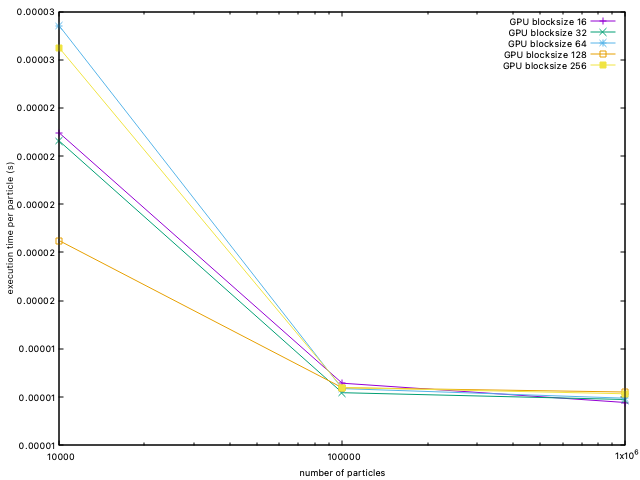 0.00003
0.00003
0.00002
0.00002
0.00002
0.00002
0.00002
0.00001
0.00001
0.00001
execution time per particle (s)
GPU blocksize 16
GPU blocksize 32
GPU blocksize 64
GPU blocksize 128
GPU blocksize 256
10000 100000 1x10⁶
number of particles